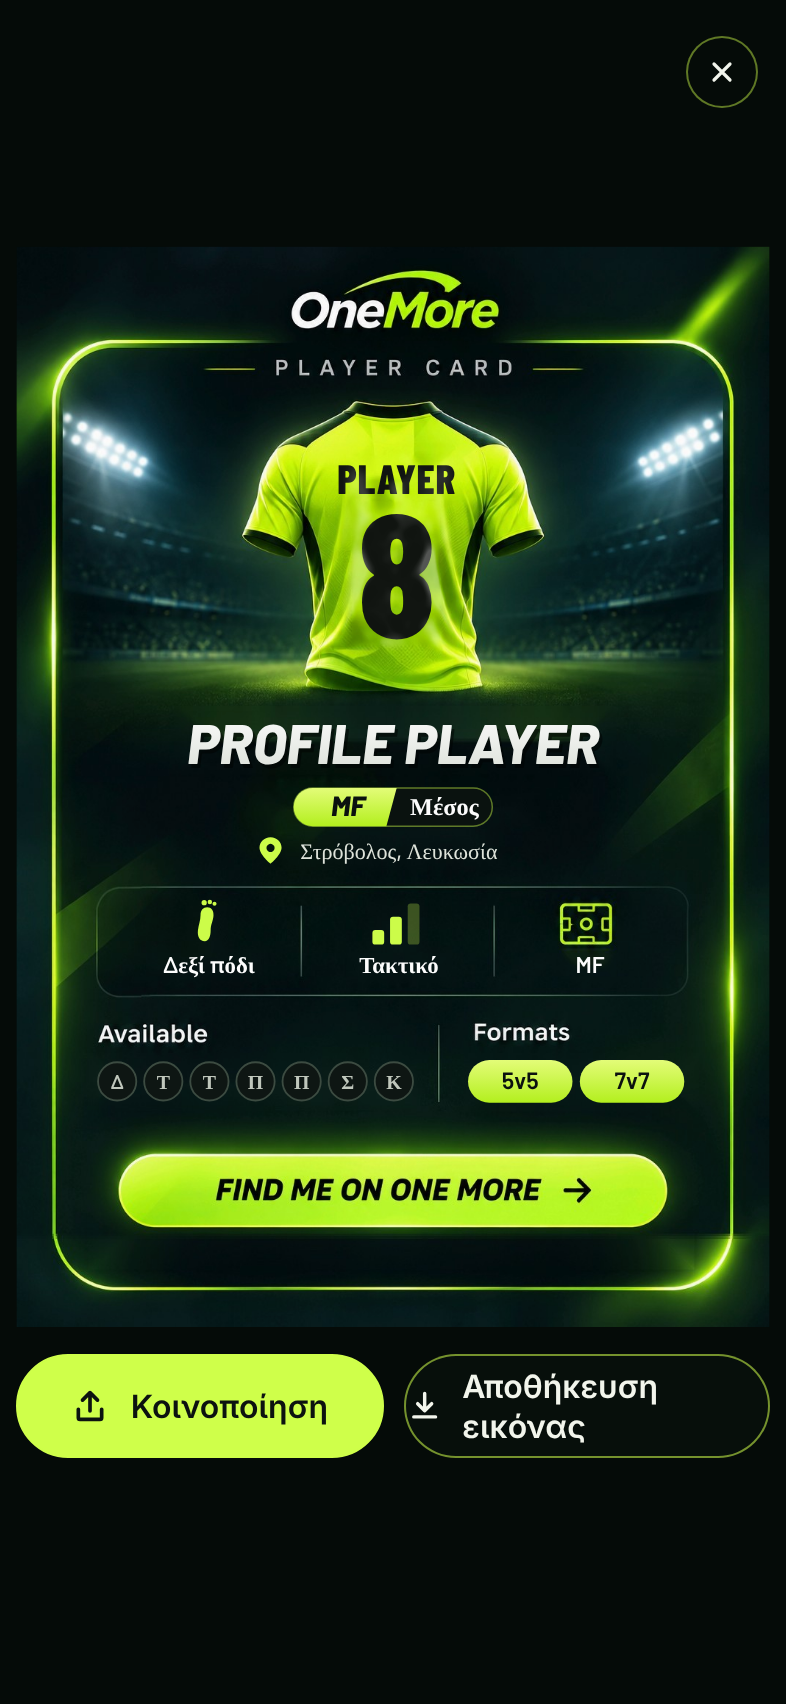 OneMore
PLAYER CARD
PLAYER
8
PROFILE PLAYER
MF Μέσος
Στρόβολος, Λευκωσία
Δεξί πόδι Τακτικό MF
Available Formats
Δ Τ Τ Π Π Σ Κ 5v5 7v7
FIND ME ON ONE MORE
Κοινοποίηση
Αποθήκευση
εικόνας